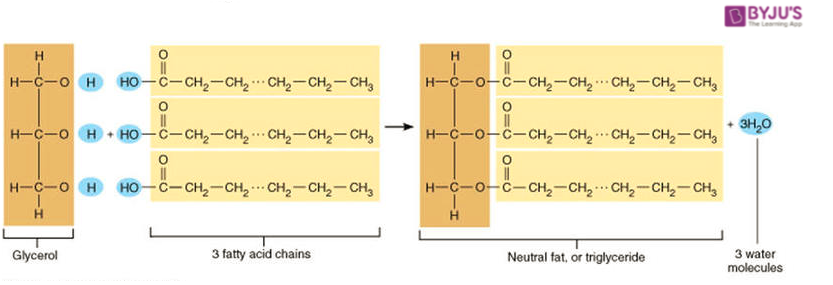 BYJU'S
The Learning App
H O O H
H—C—O H HO—C—CH₂—CH₂···CH₂—CH₂—CH₃ H—C—O—C—CH₂—CH₂···CH₂—CH₂—CH₃
O O
H—C—O H + HO—C—CH₂—CH₂···CH₂—CH₂—CH₃ → H—C—O—C—CH₂—CH₂···CH₂—CH₂—CH₃ + 3H₂O
O O
H—C—O H HO—C—CH₂—CH₂···CH₂—CH₂—CH₃ H—C—O—C—CH₂—CH₂···CH₂—CH₂—CH₃
H H
Glycerol
3 fatty acid chains
Neutral fat, or triglyceride
3 water
molecules